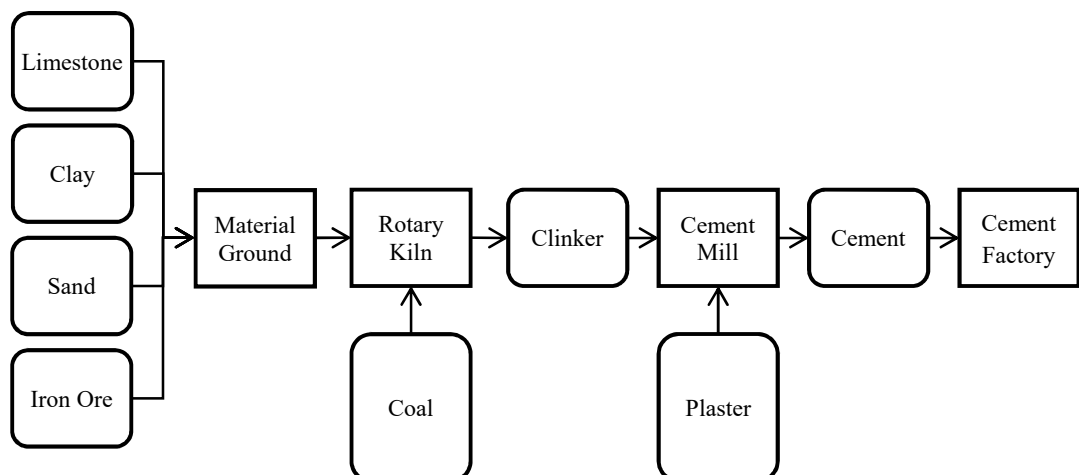 Limestone
Clay
Sand
Iron Ore
Material
Ground
Rotary
Kiln
Clinker
Cement
Mill
Cement
Cement
Factory
Coal
Plaster